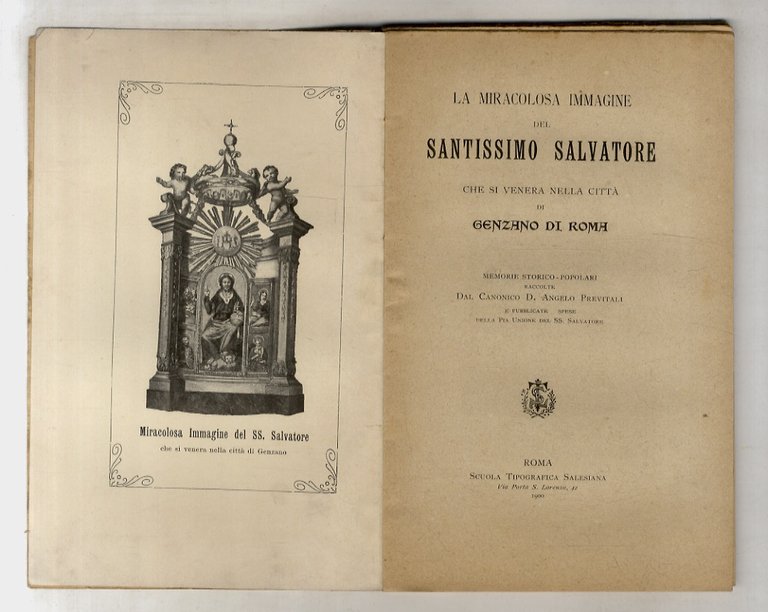 IHS
Miracolosa Immagine del SS. Salvatore
che si venera nella città di Genzano
LA MIRACOLOSA IMMAGINE
DEL
SANTISSIMO SALVATORE
CHE SI VENERA NELLA CITTÀ
DI
GENZANO DI ROMA
MEMORIE STORICO-POPOLARI
RACCOLTE
DAL CANONICO D. ANGELO PREVITALI
E PUBBLICATE SPESE
DELLA PIA UNIONE DEL SS. SALVATORE
ROMA
SCUOLA TIPOGRAFICA SALESIANA
Via Porta S. Lorenzo, 42
1900